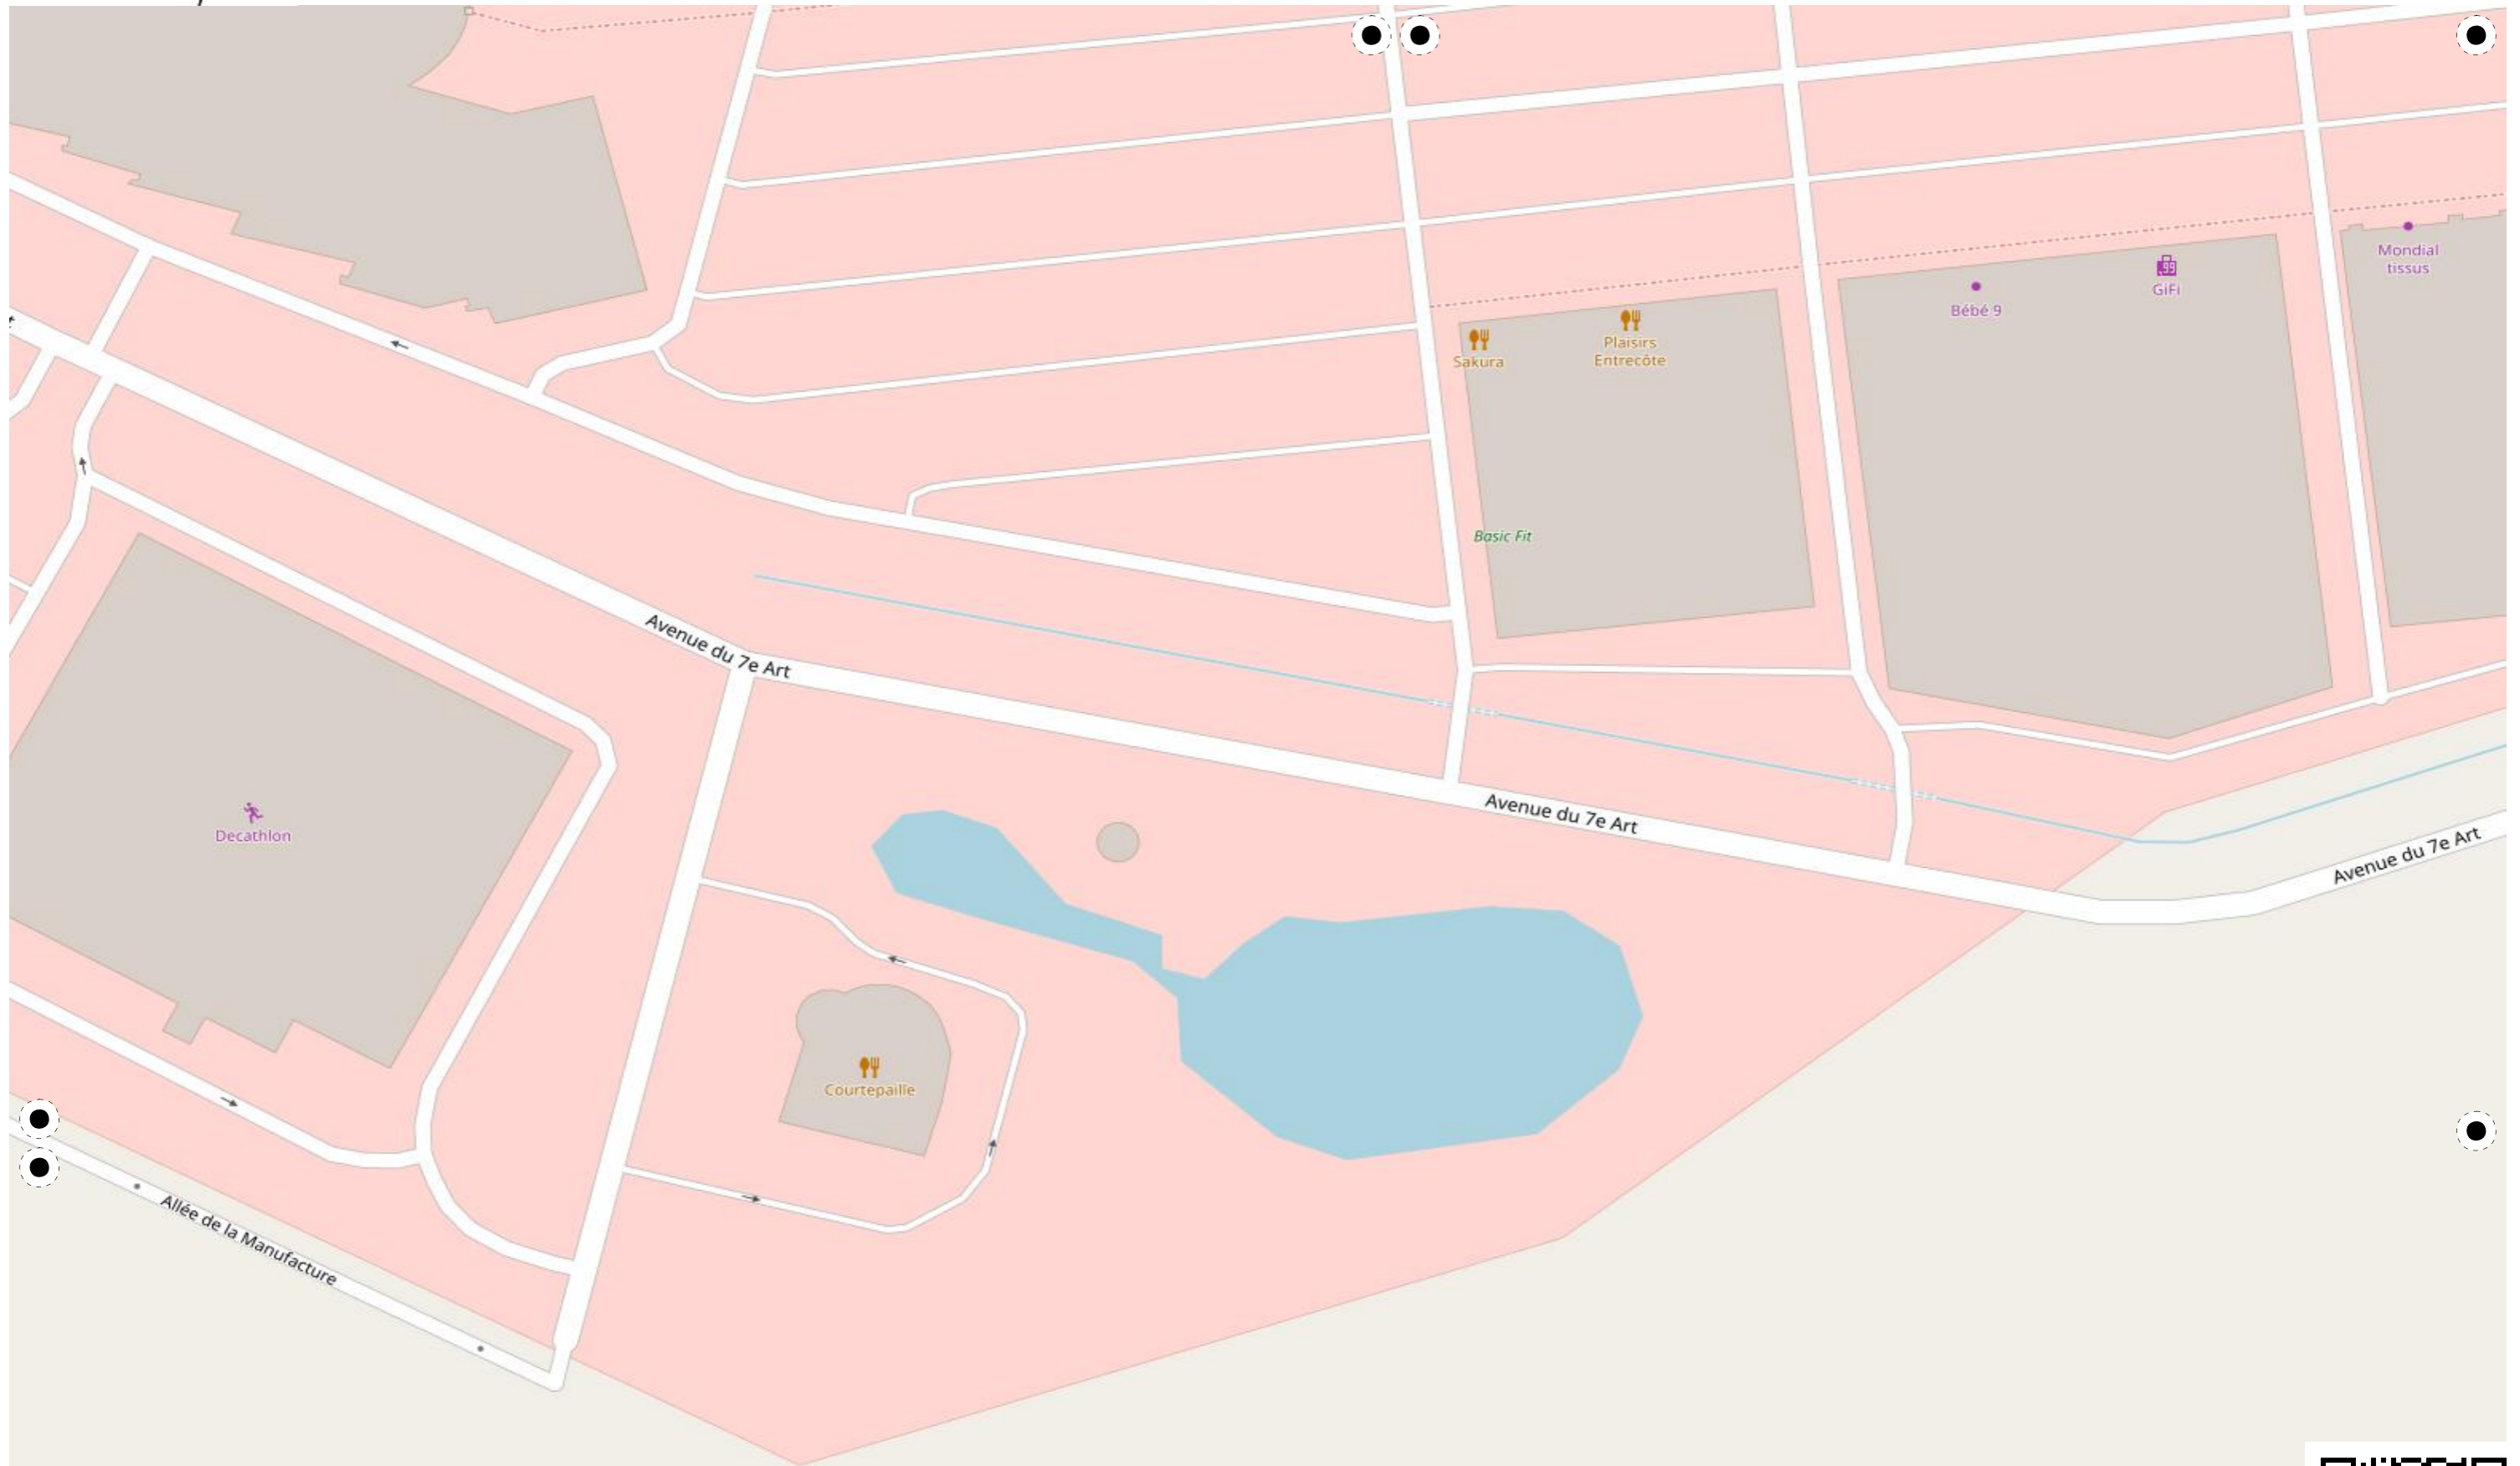 Mondial
tissus
GiFi
Bébé 9
Plaisirs
Entrecôte
Sakura
Basic Fit
Avenue du 7e Art
Avenue du 7e Art
Avenue du 7e Art
Decathlon
Courtepaille
Allée de la Manufacture